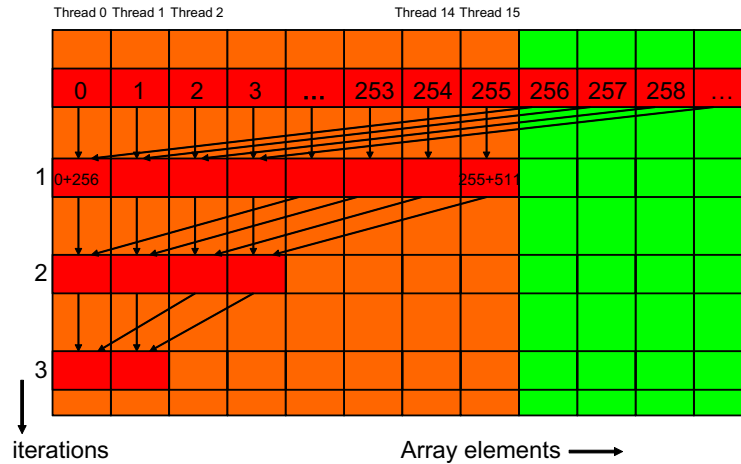 Thread 0 Thread 1 Thread 2 Thread 14 Thread 15
0 1 2 3 ... 253 254 255 256 257 258 ...
1 0+256 255+511
2
3
iterations Array elements